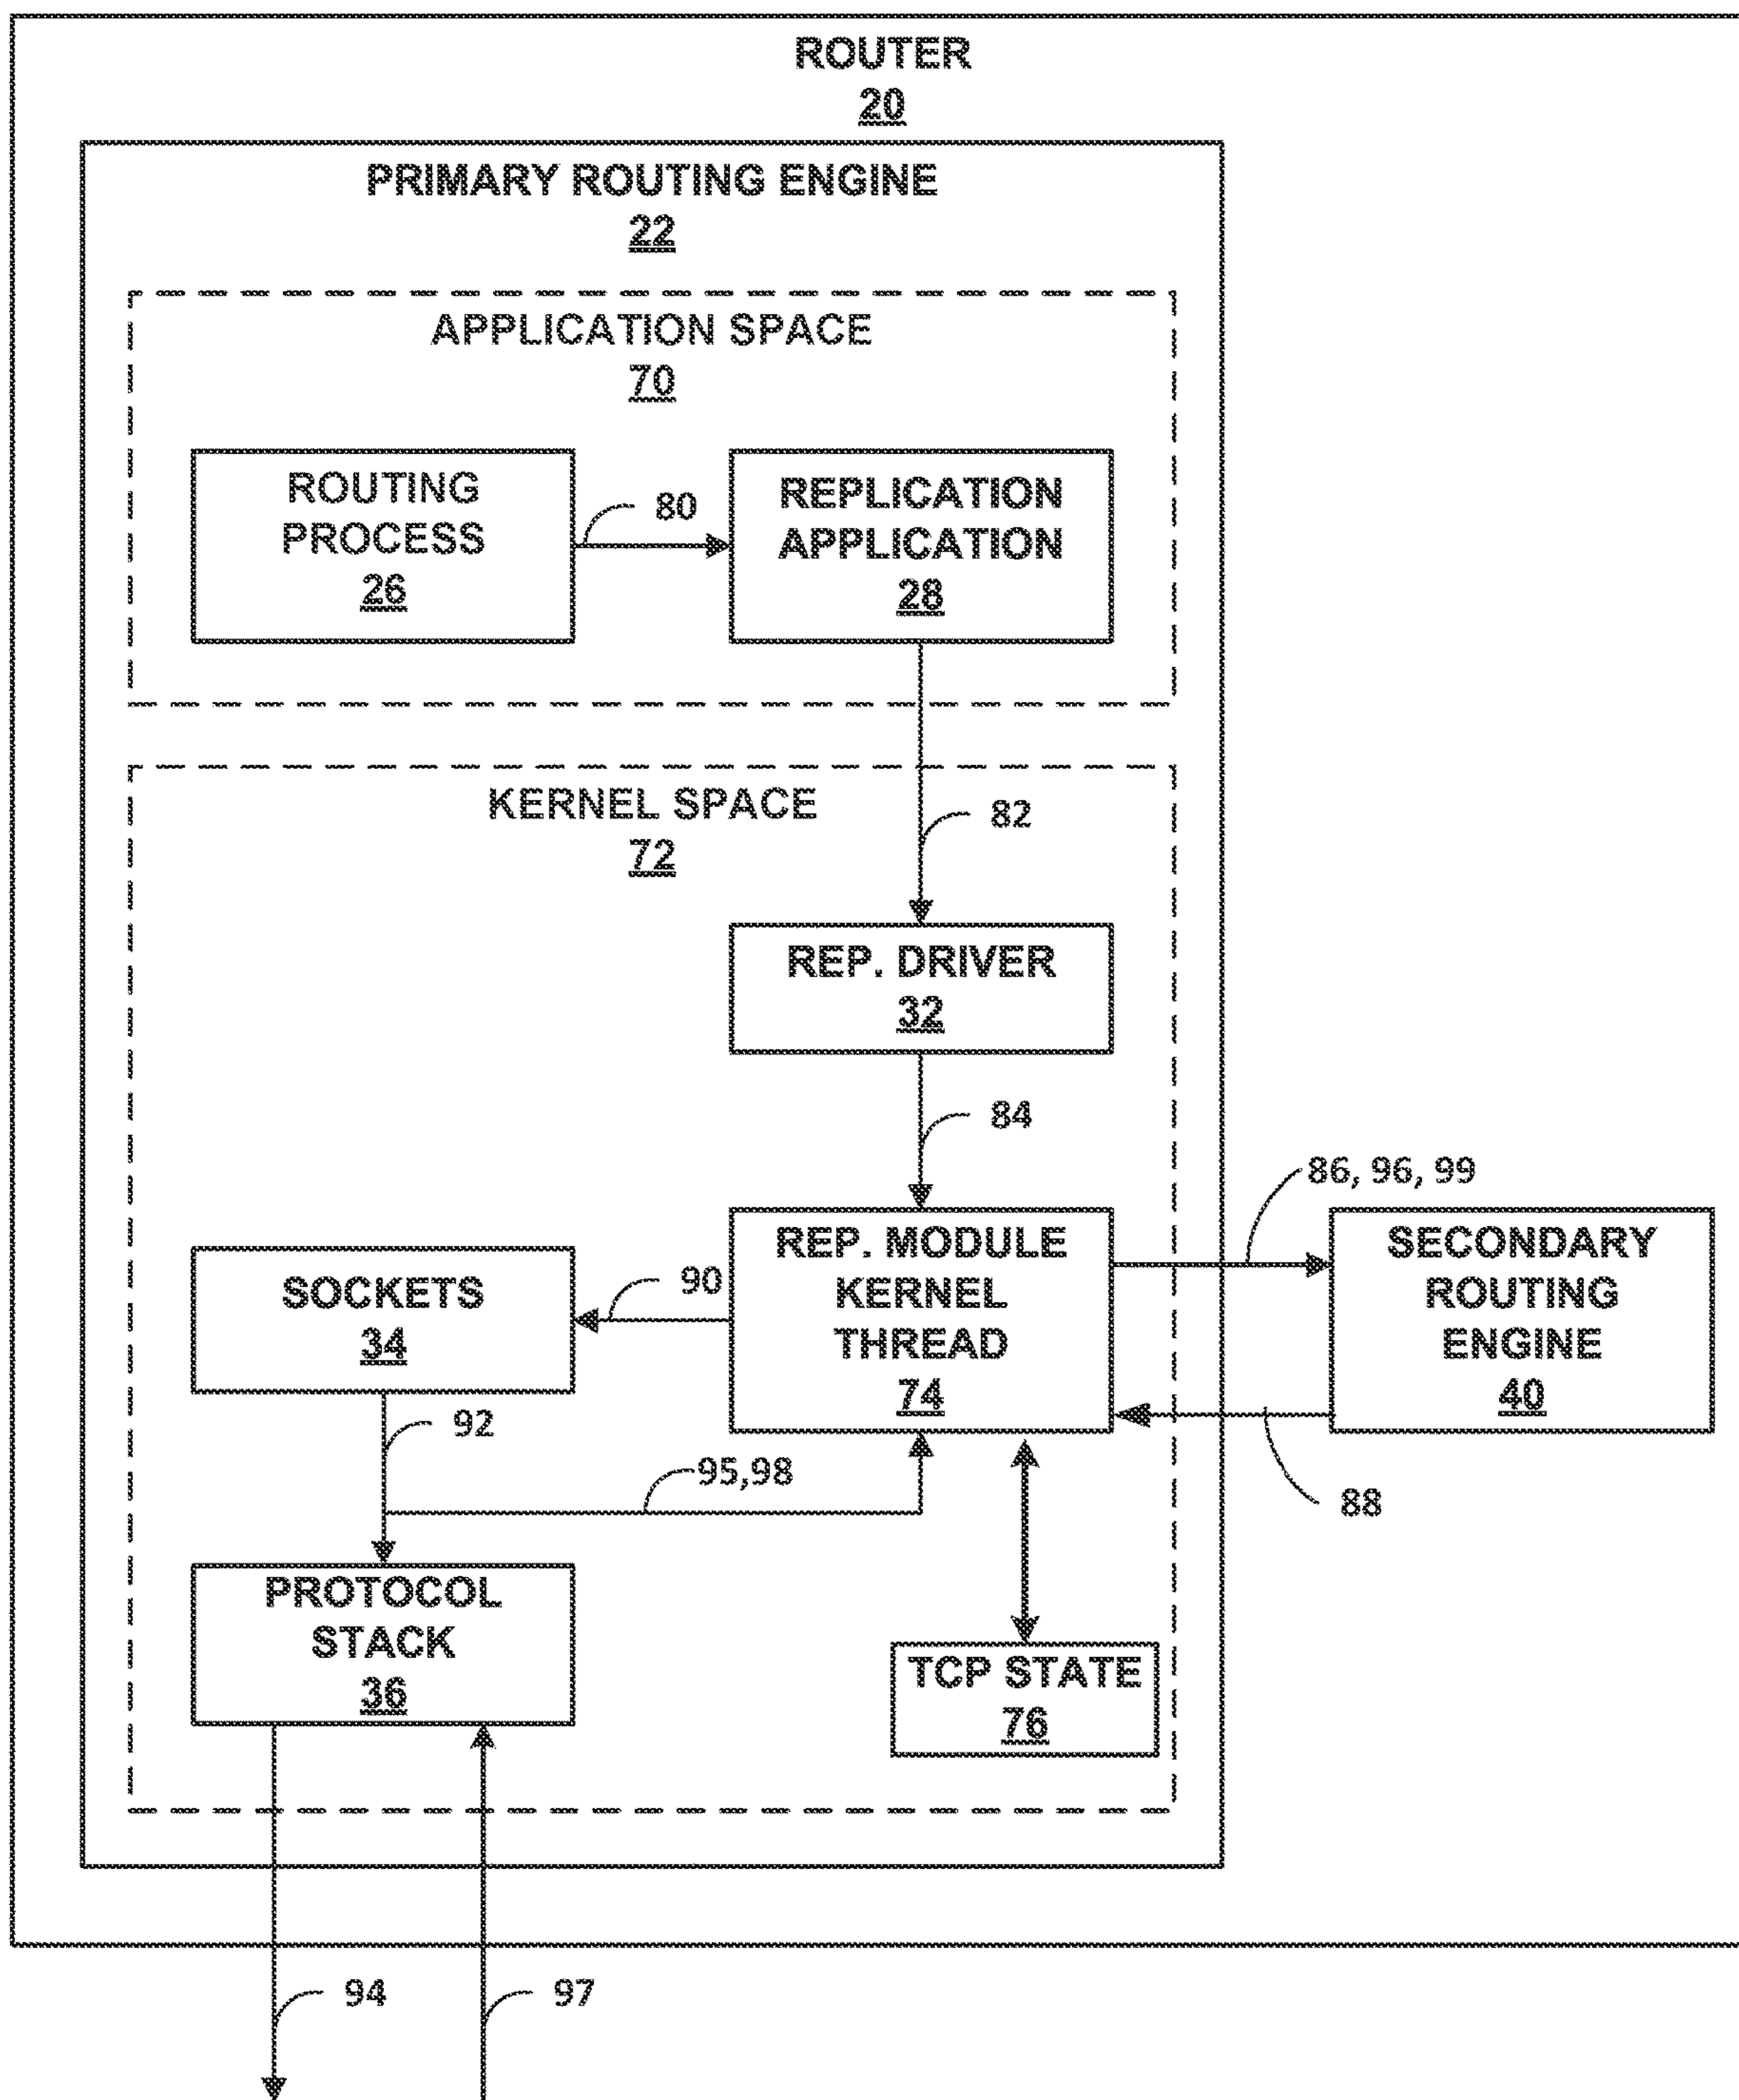 ROUTER
20
PRIMARY ROUTING ENGINE
22
APPLICATION SPACE
70
ROUTING
PROCESS
26
80
REPLICATION
APPLICATION
28
KERNEL SPACE
72
82
REP. DRIVER
32
84
86, 96, 99
SOCKETS
34
90
REP. MODULE
KERNEL
THREAD
74
SECONDARY
ROUTING
ENGINE
40
92
95,98
88
PROTOCOL
STACK
36
TCP STATE
76
94
97